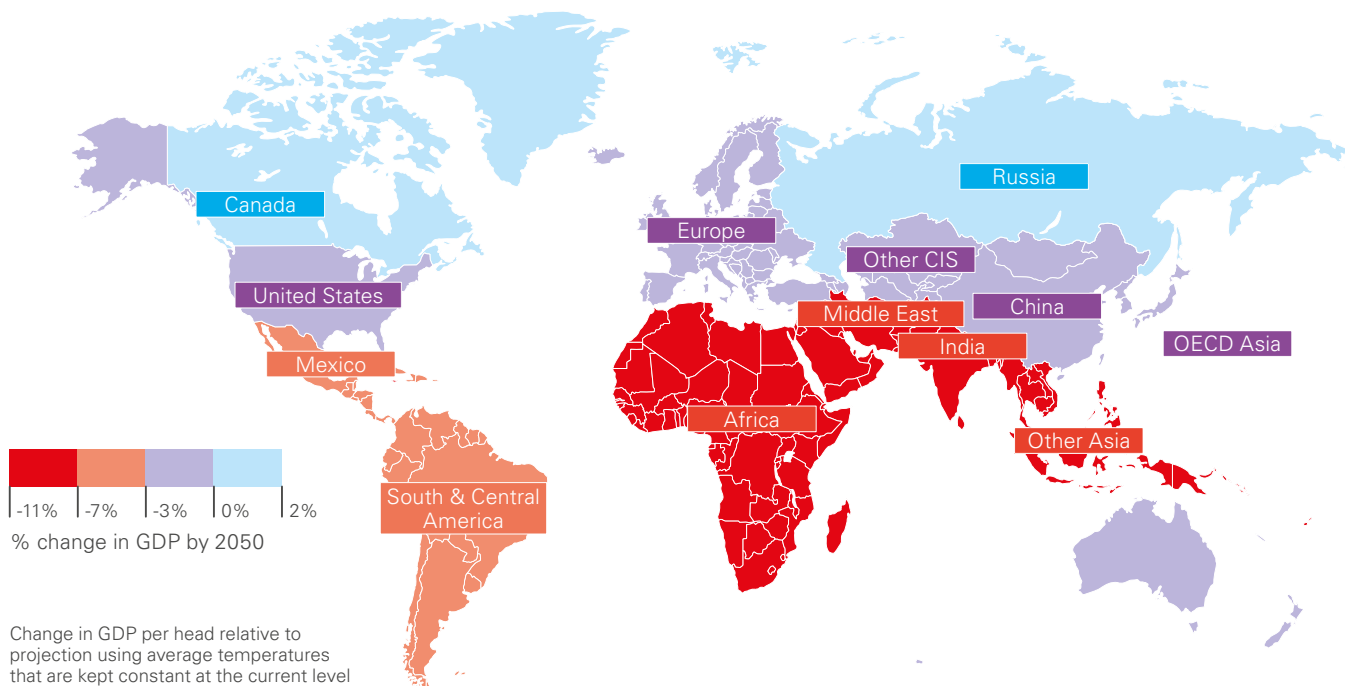 Canada
Russia
Europe
Other CIS
United States
China
Middle East
OECD Asia
India
Mexico
Africa
Other Asia
South & Central
America
-11%
-7%
-3%
0%
2%
% change in GDP by 2050
Change in GDP per head relative to
projection using average temperatures
that are kept constant at the current level